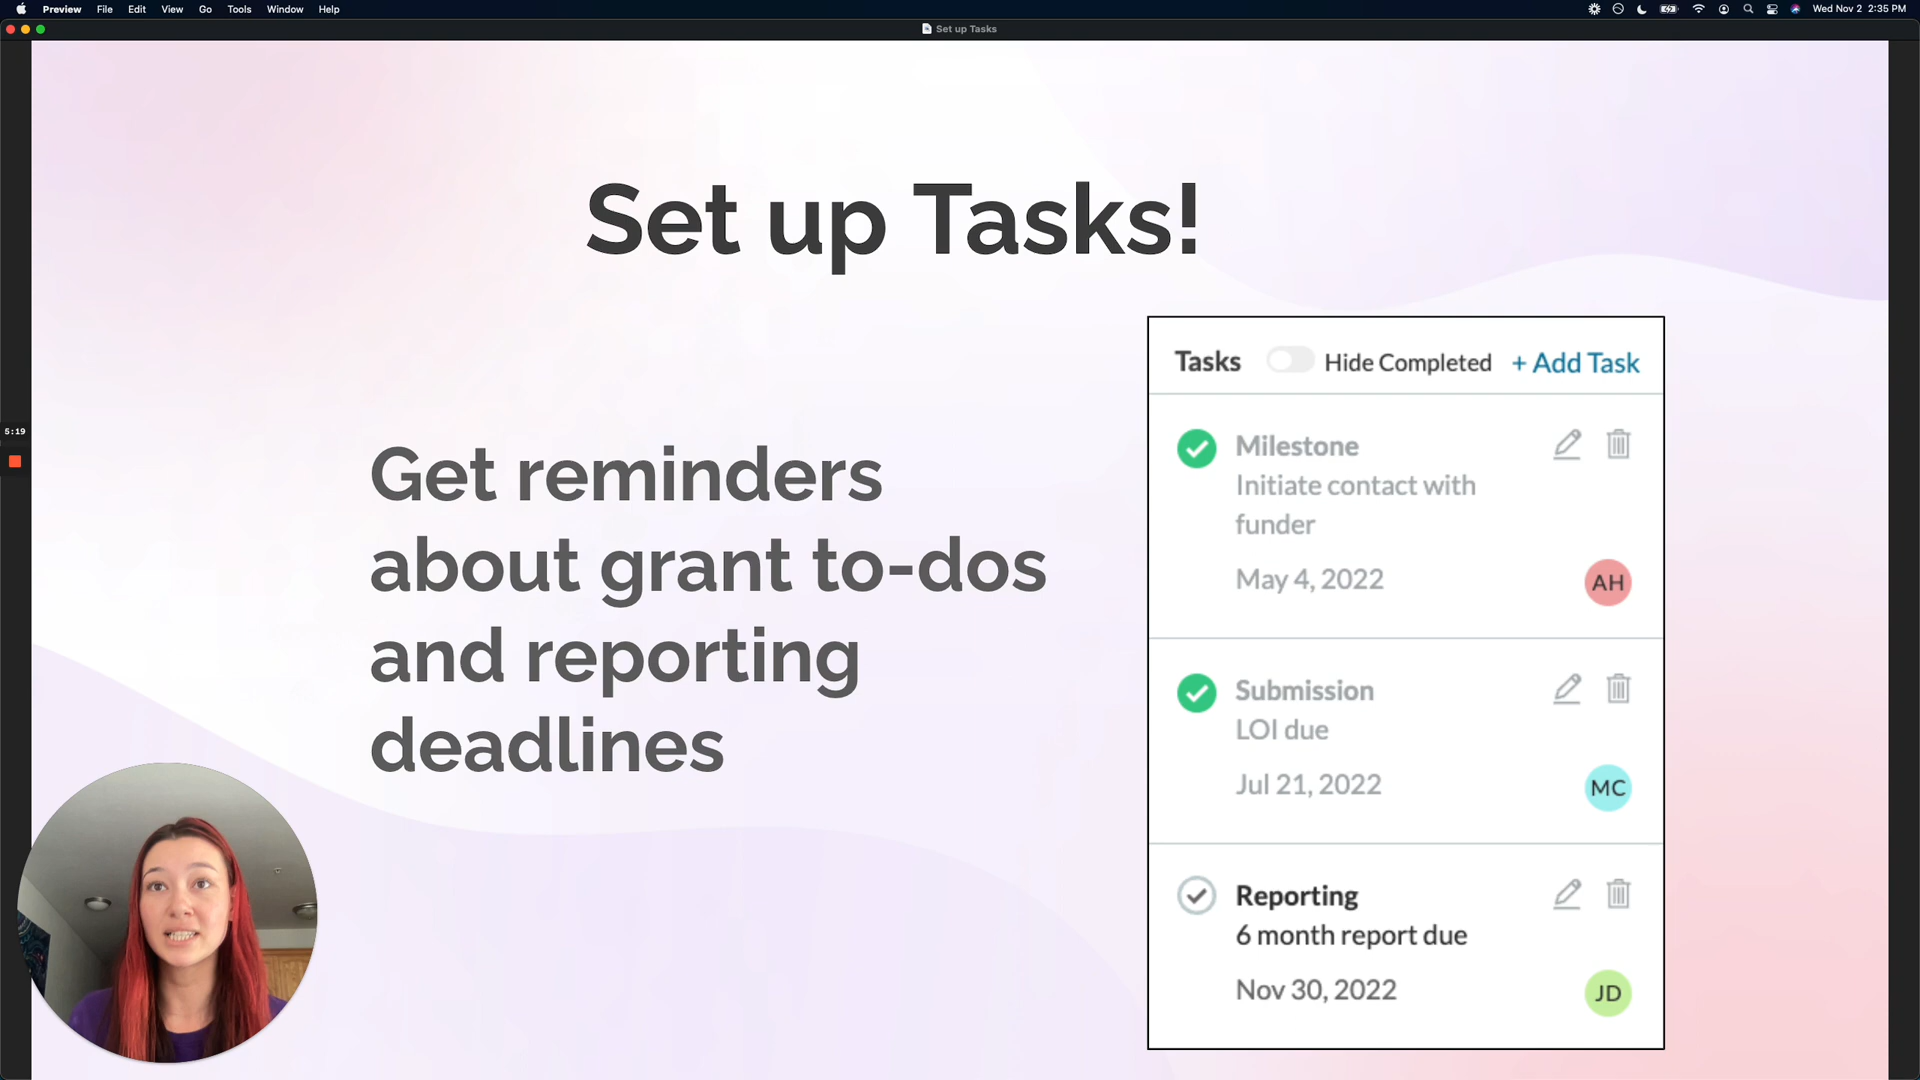 Preview File Edit View Go Tools Window Help Wed Nov 2 2:35 PM
Set up Tasks
Set up Tasks!
5:19
Get reminders
about grant to-dos
and reporting
deadlines
Tasks Hide Completed + Add Task
Milestone
Initiate contact with
funder
May 4, 2022 AH
Submission
LOI due
Jul 21, 2022 MC
Reporting
6 month report due
Nov 30, 2022 JD